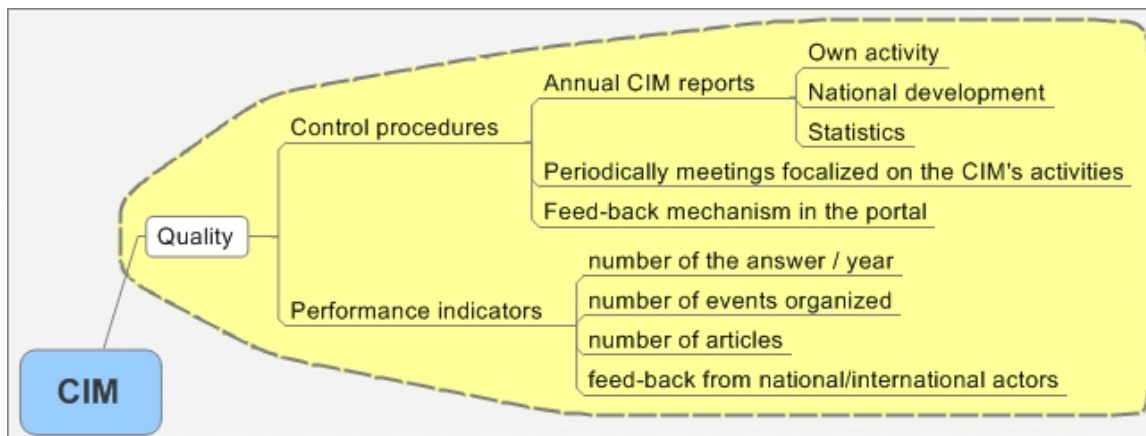 Own activity
Annual CIM reports
National development
Control procedures
Statistics
Periodically meetings focalized on the CIM's activities
Feed-back mechanism in the portal
Quality
number of the answer / year
number of events organized
Performance indicators
number of articles
feed-back from national/international actors
CIM